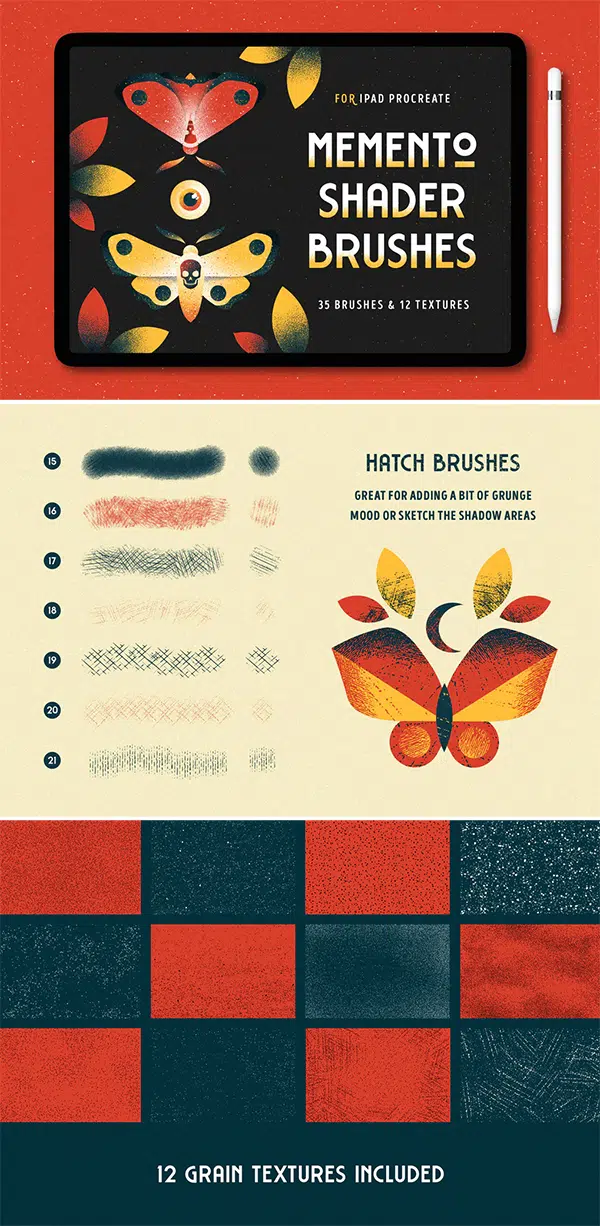 FOR IPAD PROCREATE
MEMENTO
SHADER
BRUSHES
35 BRUSHES & 12 TEXTURES
15
16
17
18
19
20
21
HATCH BRUSHES
GREAT FOR ADDING A BIT OF GRUNGE
MOOD OR SKETCH THE SHADOW AREAS
12 GRAIN TEXTURES INCLUDED